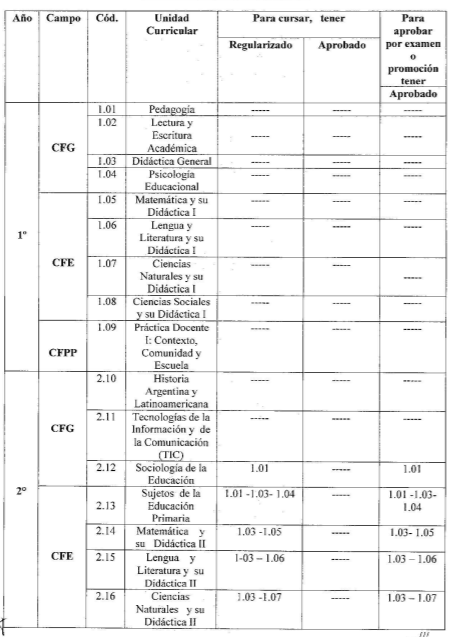 Año Campo Cód. Unidad Curricular Para cursar, tener Para aprobar por examen o promoción tener
Regularizado Aprobado Aprobado
1º
CFG
1.01 Pedagogía ----- ----- -----
1.02 Lectura y Escritura Académica ----- ----- -----
1.03 Didáctica General ----- ----- -----
1.04 Psicología Educacional ----- ----- -----
CFE
1.05 Matemática y su Didáctica I ----- ----- -----
1.06 Lengua y Literatura y su Didáctica I ----- ----- -----
1.07 Ciencias Naturales y su Didáctica I ----- ----- -----
1.08 Ciencias Sociales y su Didáctica I ----- ----- -----
CFPP
1.09 Práctica Docente I: Contexto, Comunidad y Escuela ----- ----- -----
2º
CFG
2.10 Historia Argentina y Latinoamericana ----- ----- -----
2.11 Tecnologías de la Información y de la Comunicación (TIC) ----- ----- -----
2.12 Sociología de la Educación 1.01 ----- 1.01
CFE
2.13 Sujetos de la Educación Primaria 1.01 -1.03- 1.04 ----- 1.01 -1.03- 1.04
2.14 Matemática y su Didáctica II 1.03 -1.05 ----- 1.03- 1.05
2.15 Lengua y Literatura y su Didáctica II 1-03 – 1.06 ----- 1.03 – 1.06
2.16 Ciencias Naturales y su Didáctica II 1.03 -1.07 ----- 1.03 – 1.07
///